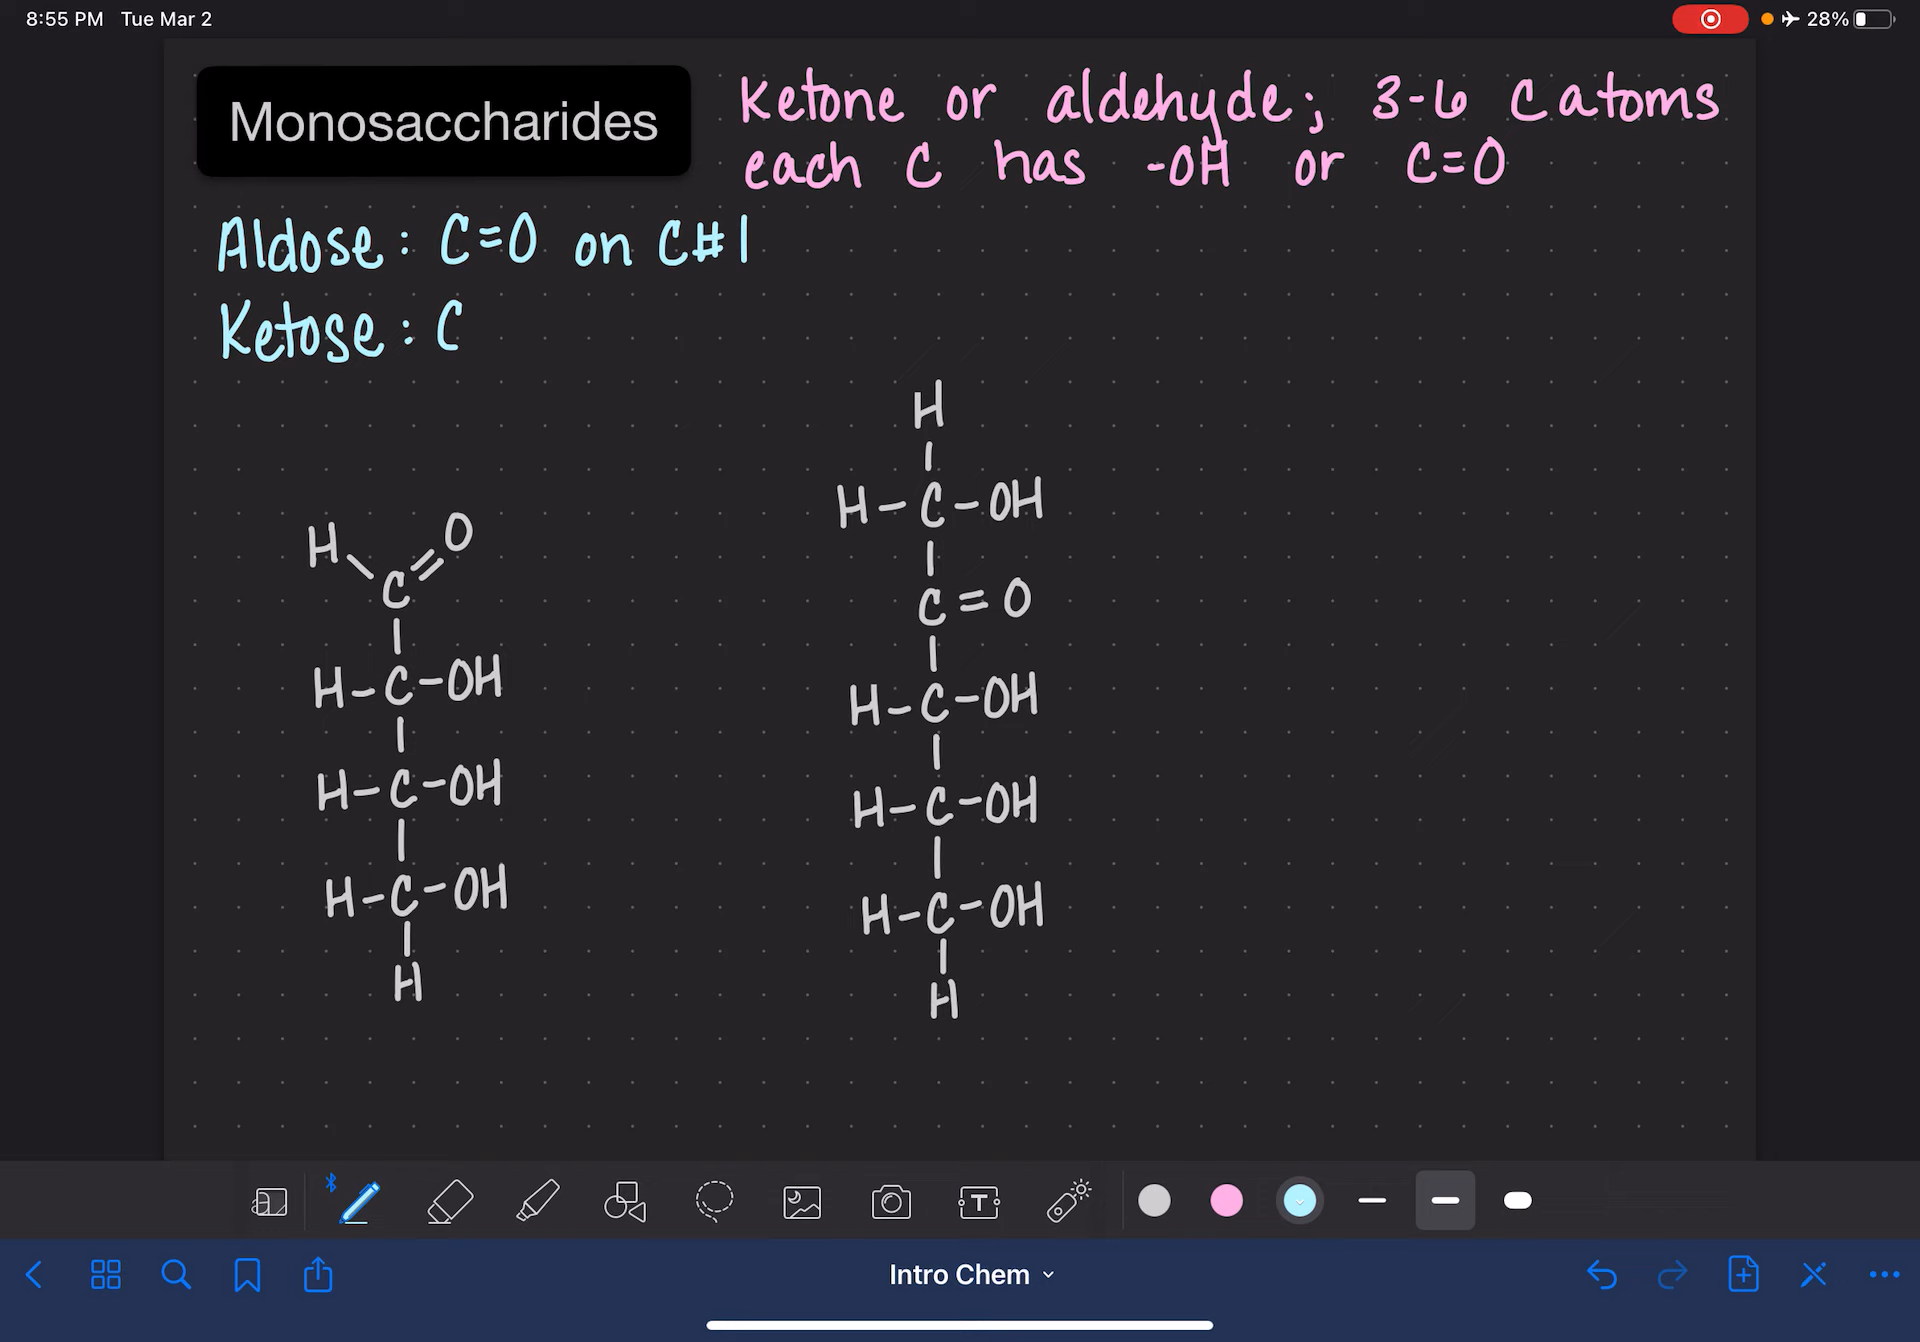 8:55 PM Tue Mar 2
28%
Monosaccharides
Ketone or aldehyde; 3-6 C atoms
each C has -OH or C=O
Aldose: C=O on C#1
Ketose: C
H
H-C-OH
H O
C
C=O
H-C-OH
H-C-OH
H-C-OH
H-C-OH
H-C-OH
H-C-OH
H
H
T
Intro Chem